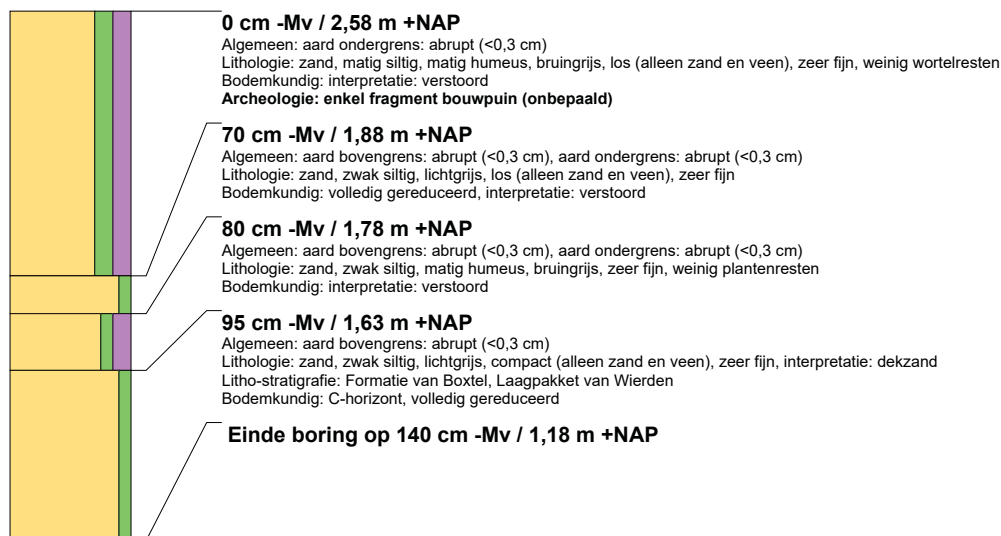 0 cm -Mv / 2,58 m +NAP
Algemeen: aard ondergrens: abrupt (<0,3 cm)
Lithologie: zand, matig siltig, matig humeus, bruingrijs, los (alleen zand en veen), zeer fijn, weinig wortelresten
Bodemkundig: interpretatie: verstoord
Archeologie: enkel fragment bouwpuin (onbepaald)
70 cm -Mv / 1,88 m +NAP
Algemeen: aard bovengrens: abrupt (<0,3 cm), aard ondergrens: abrupt (<0,3 cm)
Lithologie: zand, zwak siltig, lichtgrijs, los (alleen zand en veen), zeer fijn
Bodemkundig: volledig gereduceerd, interpretatie: verstoord
80 cm -Mv / 1,78 m +NAP
Algemeen: aard bovengrens: abrupt (<0,3 cm), aard ondergrens: abrupt (<0,3 cm)
Lithologie: zand, zwak siltig, matig humeus, bruingrijs, zeer fijn, weinig plantenresten
Bodemkundig: interpretatie: verstoord
95 cm -Mv / 1,63 m +NAP
Algemeen: aard bovengrens: abrupt (<0,3 cm)
Lithologie: zand, zwak siltig, lichtgrijs, compact (alleen zand en veen), zeer fijn, interpretatie: dekzand
Litho-stratigrafie: Formatie van Boxtel, Laagpakket van Wierden
Bodemkundig: C-horizont, volledig gereduceerd
Einde boring op 140 cm -Mv / 1,18 m +NAP